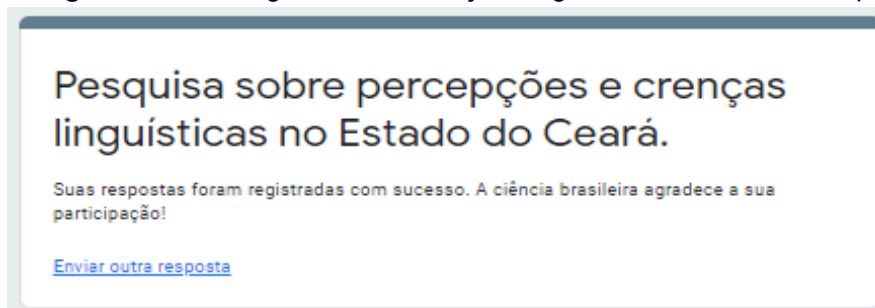 Pesquisa sobre percepções e crenças
linguísticas no Estado do Ceará.
Suas respostas foram registradas com sucesso. A ciência brasileira agradece a sua
participação!
Enviar outra resposta